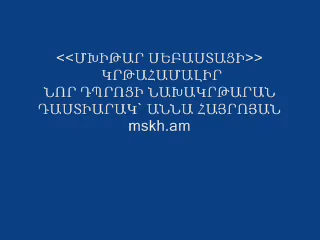 <<ՄԽԻԹԱՐ ՍԵԲԱՍՏԱՑԻ>>
ԿՐԹԱՀԱՄԱԼԻՐ
ՆՈՐ ԴՊՐՈՑԻ ՆԱԽԱԿՐԹԱՐԱՆ
ԴԱՍՏԻԱՐԱԿ` ԱՆՆԱ ՀԱՅՐՈՅԱՆ
mskh.am